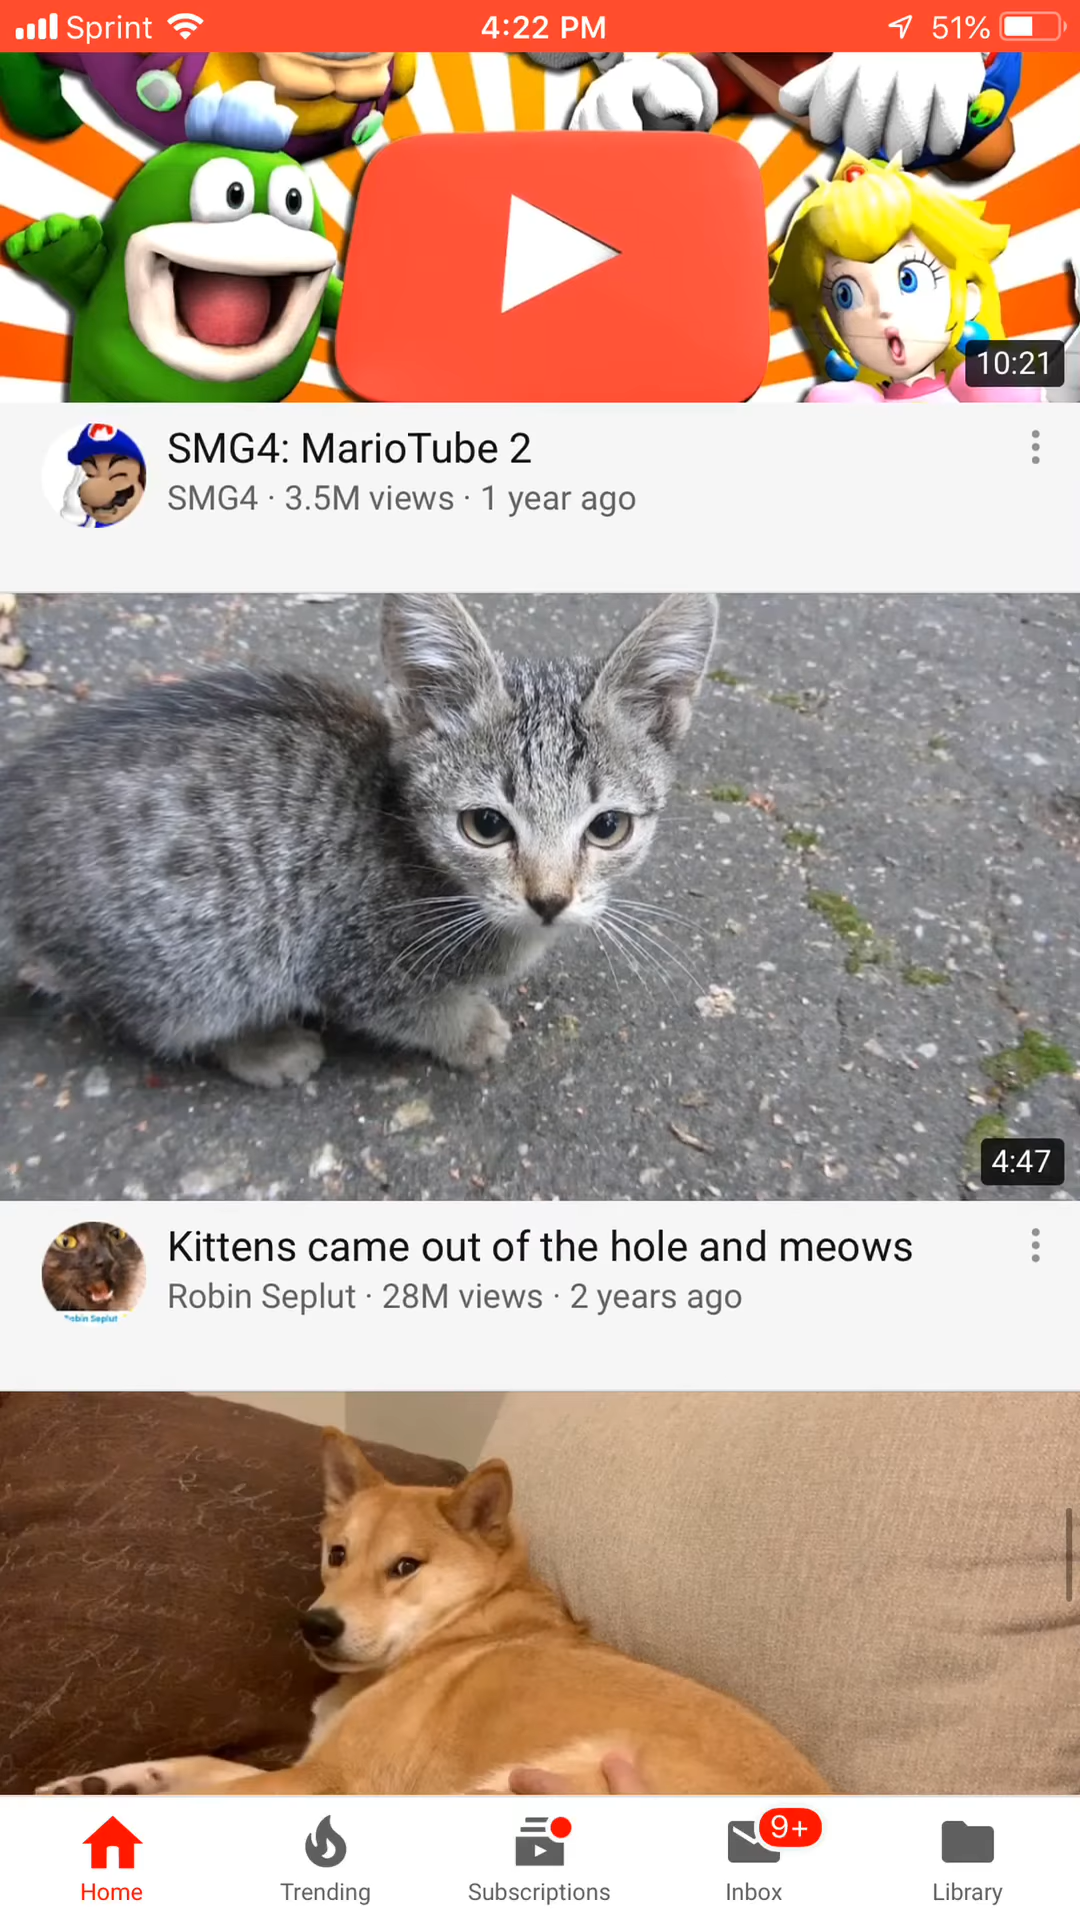 Sprint 4:22 PM 51%
10:21
SMG4: MarioTube 2
SMG4 · 3.5M views · 1 year ago
4:47
Kittens came out of the hole and meows
Robin Seplut · 28M views · 2 years ago
Robin Seplut
9+
Home Trending Subscriptions Inbox Library